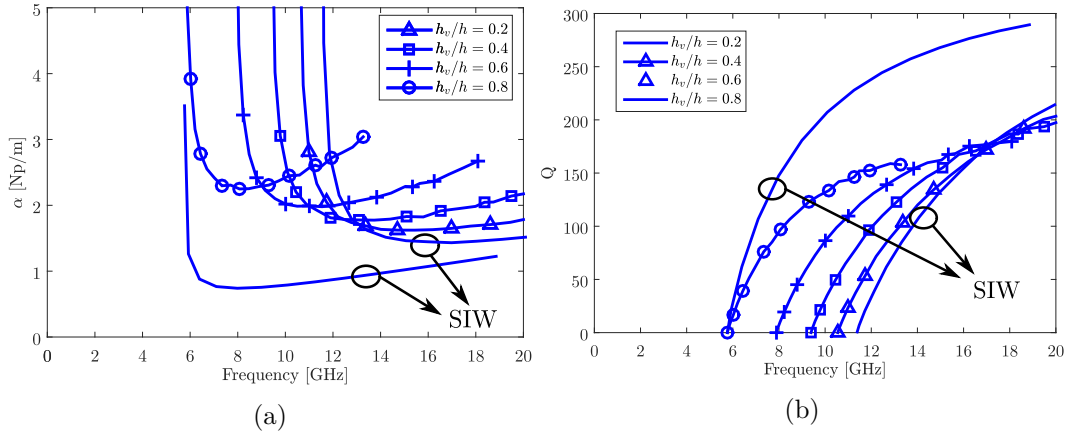 5
4
3
2
1
0
α [Np/m]
h_v/h = 0.2
h_v/h = 0.4
h_v/h = 0.6
h_v/h = 0.8
SIW
0 2 4 6 8 10 12 14 16 18 20
Frequency [GHz]
(a)
300
250
200
150
100
50
0
Q
h_v/h = 0.2
h_v/h = 0.4
h_v/h = 0.6
h_v/h = 0.8
SIW
0 2 4 6 8 10 12 14 16 18 20
Frequency [GHz]
(b)